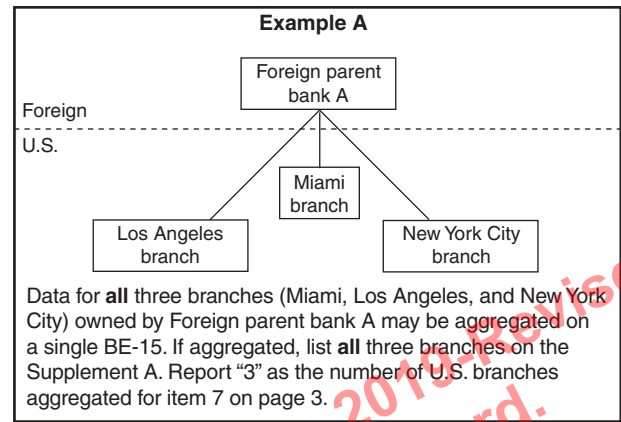 Example A
Foreign parent
bank A
Foreign
U.S.
Miami
branch
Los Angeles
branch
New York City
branch
Data for all three branches (Miami, Los Angeles, and New York
City) owned by Foreign parent bank A may be aggregated on
a single BE-15. If aggregated, list all three branches on the
Supplement A. Report “3” as the number of U.S. branches
aggregated for item 7 on page 3.
2019-Revise